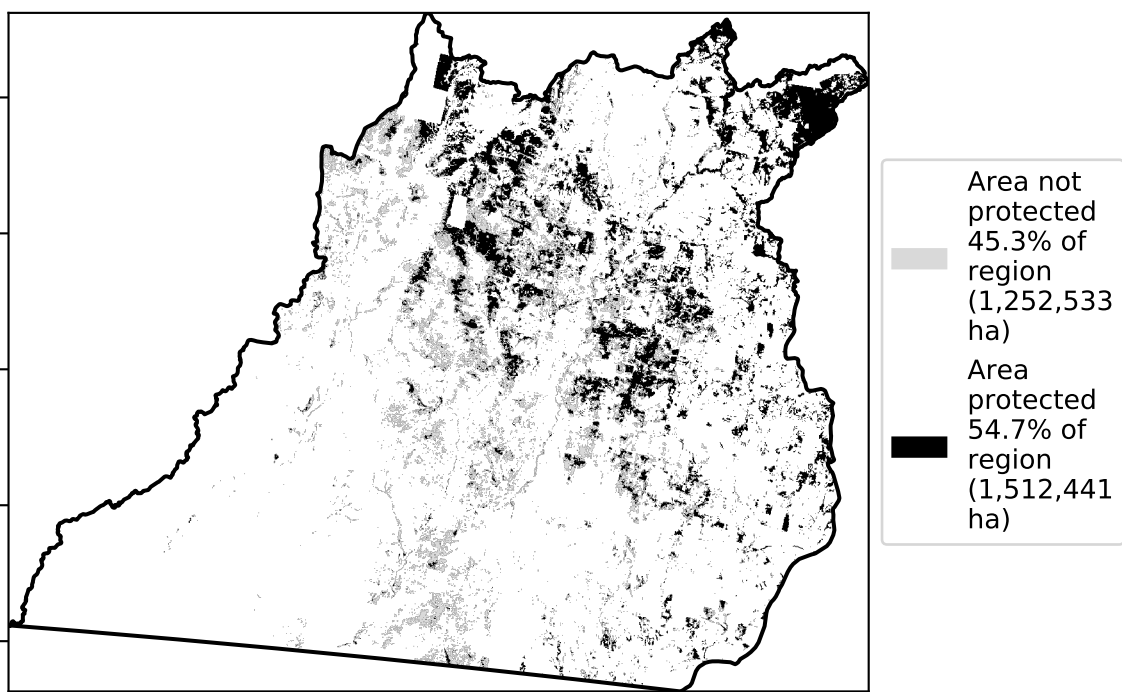 Area not
protected
45.3% of
region
(1,252,533
ha)
Area
protected
54.7% of
region
(1,512,441
ha)